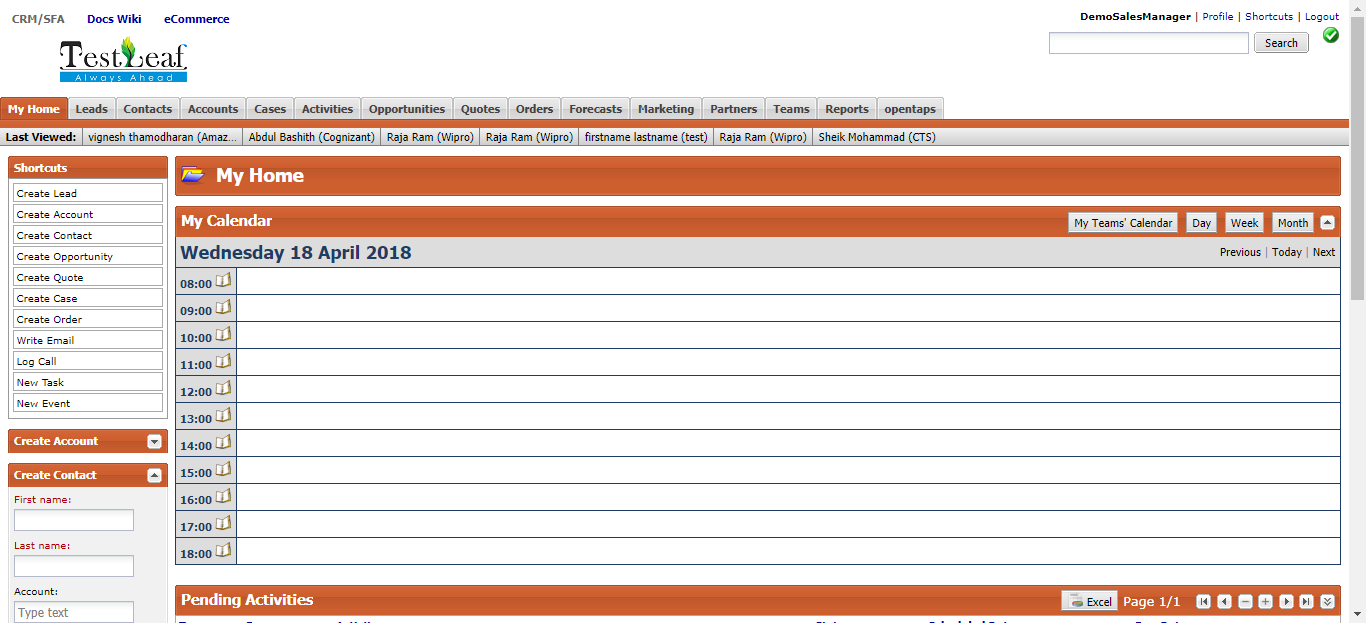 CRM/SFA Docs Wiki eCommerce
DemoSalesManager | Profile | Shortcuts | Logout
Search
TestLeaf
Always Ahead
My Home Leads Contacts Accounts Cases Activities Opportunities Quotes Orders Forecasts Marketing Partners Teams Reports opentaps
Last Viewed: vignesh thamodharan (Amaz... Abdul Bashith (Cognizant) Raja Ram (Wipro) Raja Ram (Wipro) firstname lastname (test) Raja Ram (Wipro) Sheik Mohammad (CTS)
Shortcuts
Create Lead
Create Account
Create Contact
Create Opportunity
Create Quote
Create Case
Create Order
Write Email
Log Call
New Task
New Event
Create Account
Create Contact
First name:
Last name:
Account:
Type text
My Home
My Calendar
My Teams' Calendar Day Week Month
Wednesday 18 April 2018
Previous | Today | Next
08:00
09:00
10:00
11:00
12:00
13:00
14:00
15:00
16:00
17:00
18:00
Pending Activities
Excel Page 1/1